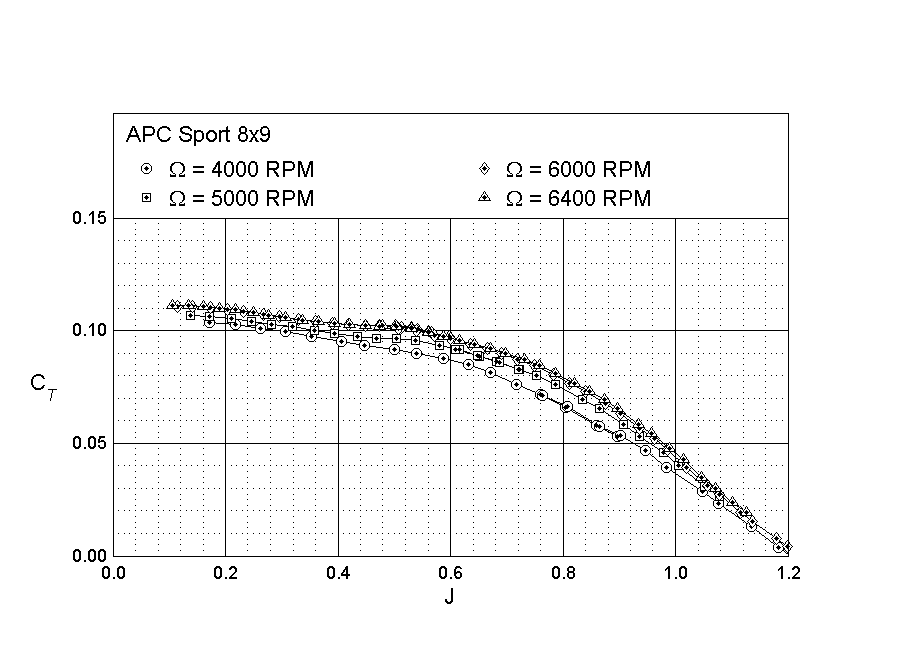 APC Sport 8x9
Ω = 4000 RPM
Ω = 6000 RPM
Ω = 5000 RPM
Ω = 6400 RPM
0.15
0.10
C_T
0.05
0.00
0.0 0.2 0.4 0.6 0.8 1.0 1.2
J